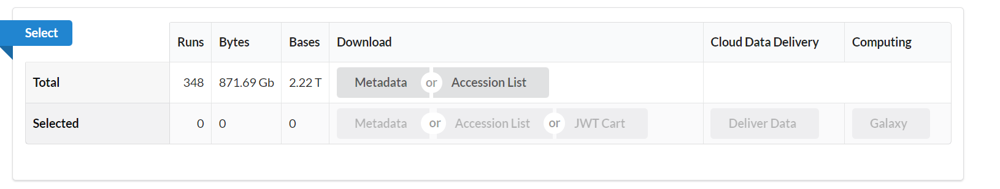 Select
Runs Bytes Bases Download Cloud Data Delivery Computing
Total 348 871.69 Gb 2.22 T Metadata or Accession List
Selected 0 0 0 Metadata or Accession List or JWT Cart Deliver Data Galaxy